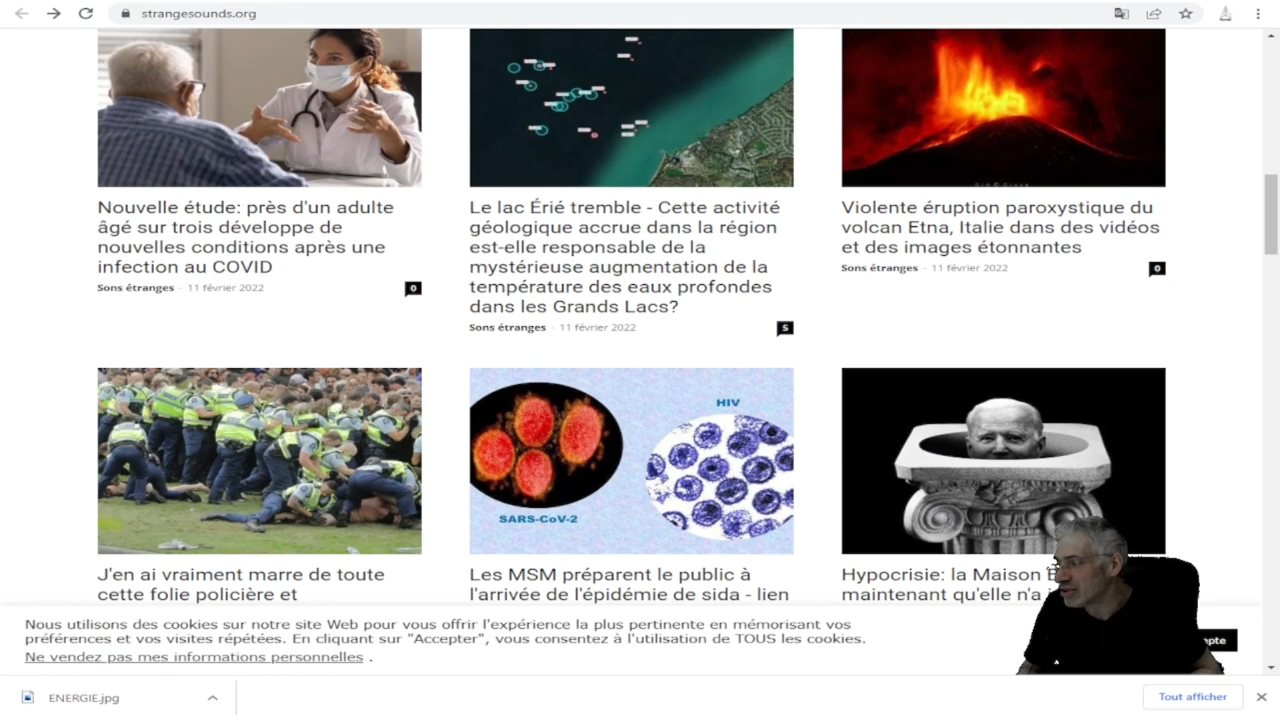 strangesounds.org
Nouvelle étude: près d'un adulte
âgé sur trois développe de
nouvelles conditions après une
infection au COVID
Sons étranges - 11 février 2022
0
Le lac Érié tremble - Cette activité
géologique accrue dans la région
est-elle responsable de la
mystérieuse augmentation de la
température des eaux profondes
dans les Grands Lacs?
Sons étranges - 11 février 2022
5
Violente éruption paroxystique du
volcan Etna, Italie dans des vidéos
et des images étonnantes
Sons étranges - 11 février 2022
0
J'en ai vraiment marre de toute
cette folie policière et
HIV
SARS-CoV-2
Les MSM préparent le public à
l'arrivée de l'épidémie de sida - lien
Hypocrisie: la Maison
maintenant qu'elle n'a
Nous utilisons des cookies sur notre site Web pour vous offrir l'expérience la plus pertinente en mémorisant vos
préférences et vos visites répétées. En cliquant sur "Accepter", vous consentez à l'utilisation de TOUS les cookies.
Ne vendez pas mes informations personnelles .
ENERGIE.jpg
Tout afficher